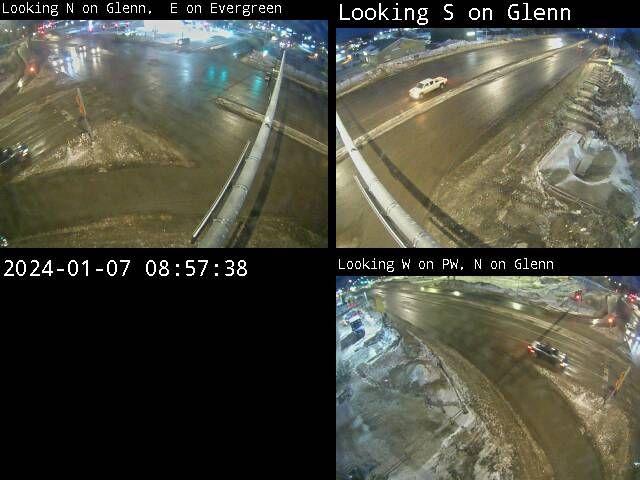 Looking N on Glenn, E on Evergreen
Looking S on Glenn
2024-01-07 08:57:38
Looking W on PW, N on Glenn